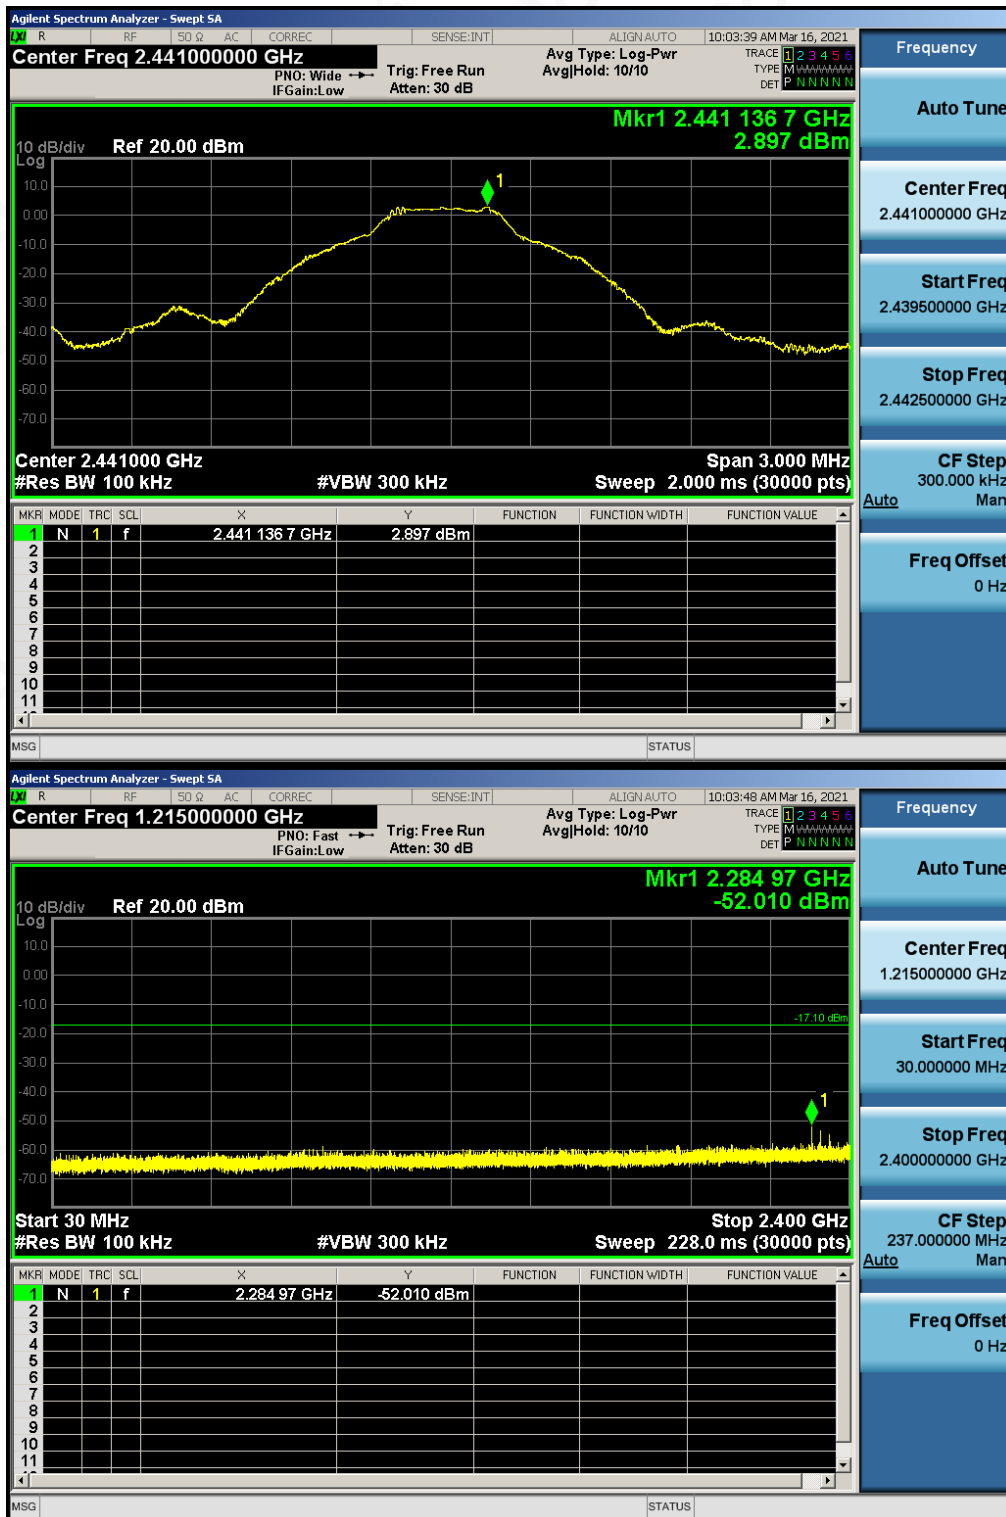 Agilent Spectrum Analyzer - Swept SA
LXI R RF 50 Ω AC CORREC SENSE:INT ALIGN AUTO 10:03:39 AM Mar 16, 2021
Center Freq 2.441000000 GHz
PNO: Wide
IFGain:Low
Trig: Free Run
Atten: 30 dB
Avg Type: Log-Pwr
Avg|Hold: 10/10
TRACE 1 2 3 4 5 6
TYPE M
DET P N N N N N
Mkr1 2.441 136 7 GHz
2.897 dBm
10 dB/div Ref 20.00 dBm
Log
10.0
0.00
-10.0
-20.0
-30.0
-40.0
-50.0
-60.0
-70.0
1
Center 2.441000 GHz Span 3.000 MHz
#Res BW 100 kHz #VBW 300 kHz Sweep 2.000 ms (30000 pts)
MKR MODE TRC SCL X Y FUNCTION FUNCTION WIDTH FUNCTION VALUE
1 N 1 f 2.441 136 7 GHz 2.897 dBm
2
3
4
5
6
7
8
9
10
11
MSG STATUS
Frequency
Auto Tune
Center Freq
2.441000000 GHz
Start Freq
2.439500000 GHz
Stop Freq
2.442500000 GHz
CF Step
300.000 kHz
Auto Man
Freq Offset
0 Hz
Agilent Spectrum Analyzer - Swept SA
LXI R RF 50 Ω AC CORREC SENSE:INT ALIGN AUTO 10:03:48 AM Mar 16, 2021
Center Freq 1.215000000 GHz
PNO: Fast
IFGain:Low
Trig: Free Run
Atten: 30 dB
Avg Type: Log-Pwr
Avg|Hold: 10/10
TRACE 1 2 3 4 5 6
TYPE M
DET P N N N N N
Mkr1 2.284 97 GHz
-52.010 dBm
10 dB/div Ref 20.00 dBm
Log
10.0
0.00
-10.0
-20.0
-30.0
-40.0
-50.0
-60.0
-70.0
-17.10 dBm
1
Start 30 MHz Stop 2.400 GHz
#Res BW 100 kHz #VBW 300 kHz Sweep 228.0 ms (30000 pts)
MKR MODE TRC SCL X Y FUNCTION FUNCTION WIDTH FUNCTION VALUE
1 N 1 f 2.284 97 GHz -52.010 dBm
2
3
4
5
6
7
8
9
10
11
MSG STATUS
Frequency
Auto Tune
Center Freq
1.215000000 GHz
Start Freq
30.000000 MHz
Stop Freq
2.400000000 GHz
CF Step
237.000000 MHz
Auto Man
Freq Offset
0 Hz